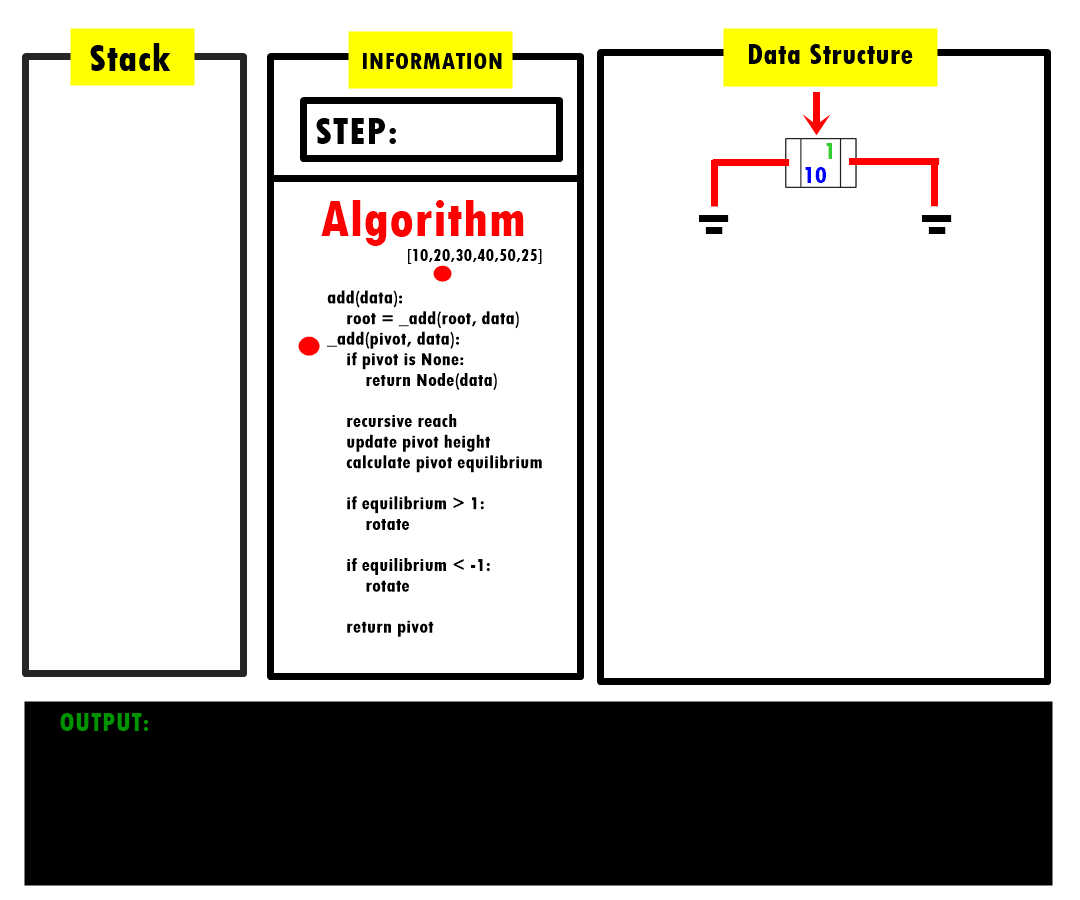 Stack
INFORMATION
STEP:
Algorithm
[10,20,30,40,50,25]
add(data):
root = _add(root, data)
_add(pivot, data):
if pivot is None:
return Node(data)
recursive reach
update pivot height
calculate pivot equilibrium
if equilibrium > 1:
rotate
if equilibrium < -1:
rotate
return pivot
Data Structure
1
10
OUTPUT: